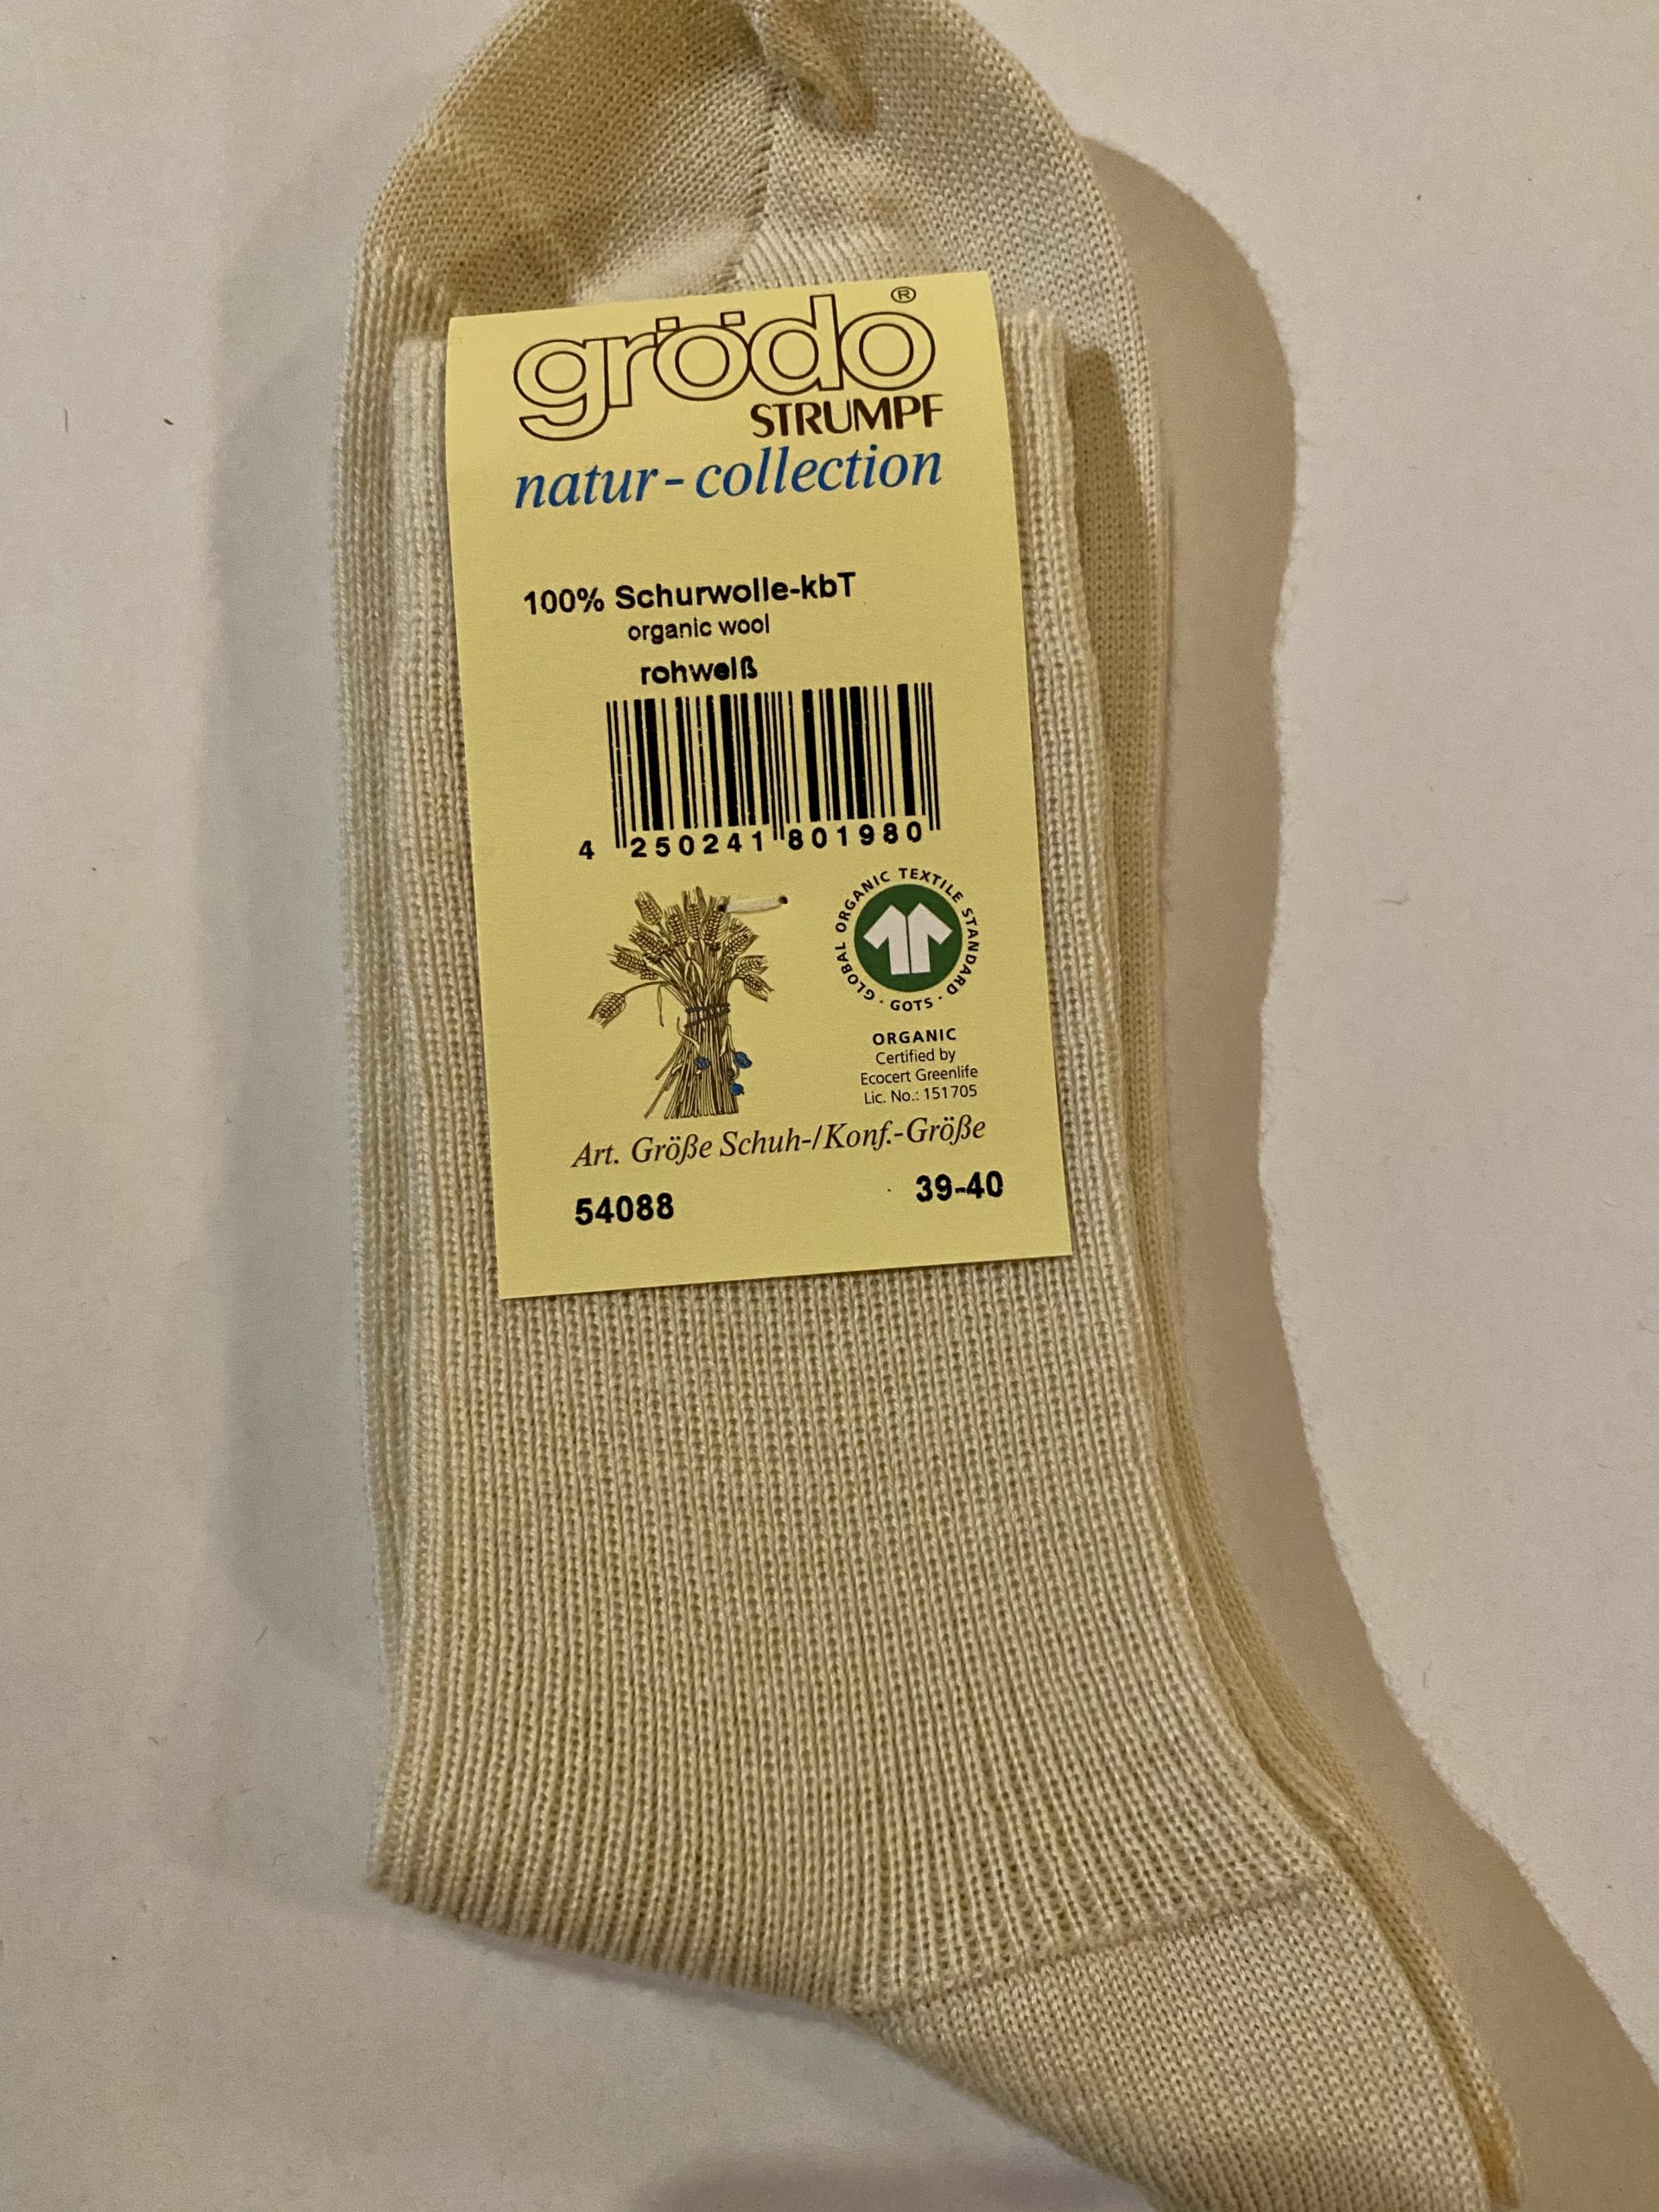 grödo®
STRUMPF
natur-collection
100% Schurwolle-kbT
organic wool
rohweiß
4 250241 801980
GLOBAL ORGANIC TEXTILE STANDARD · GOTS ·
ORGANIC
Certified by
Ecocert Greenlife
Lic. No.: 151705
Art. Größe Schuh-/Konf.-Größe
54088 39-40